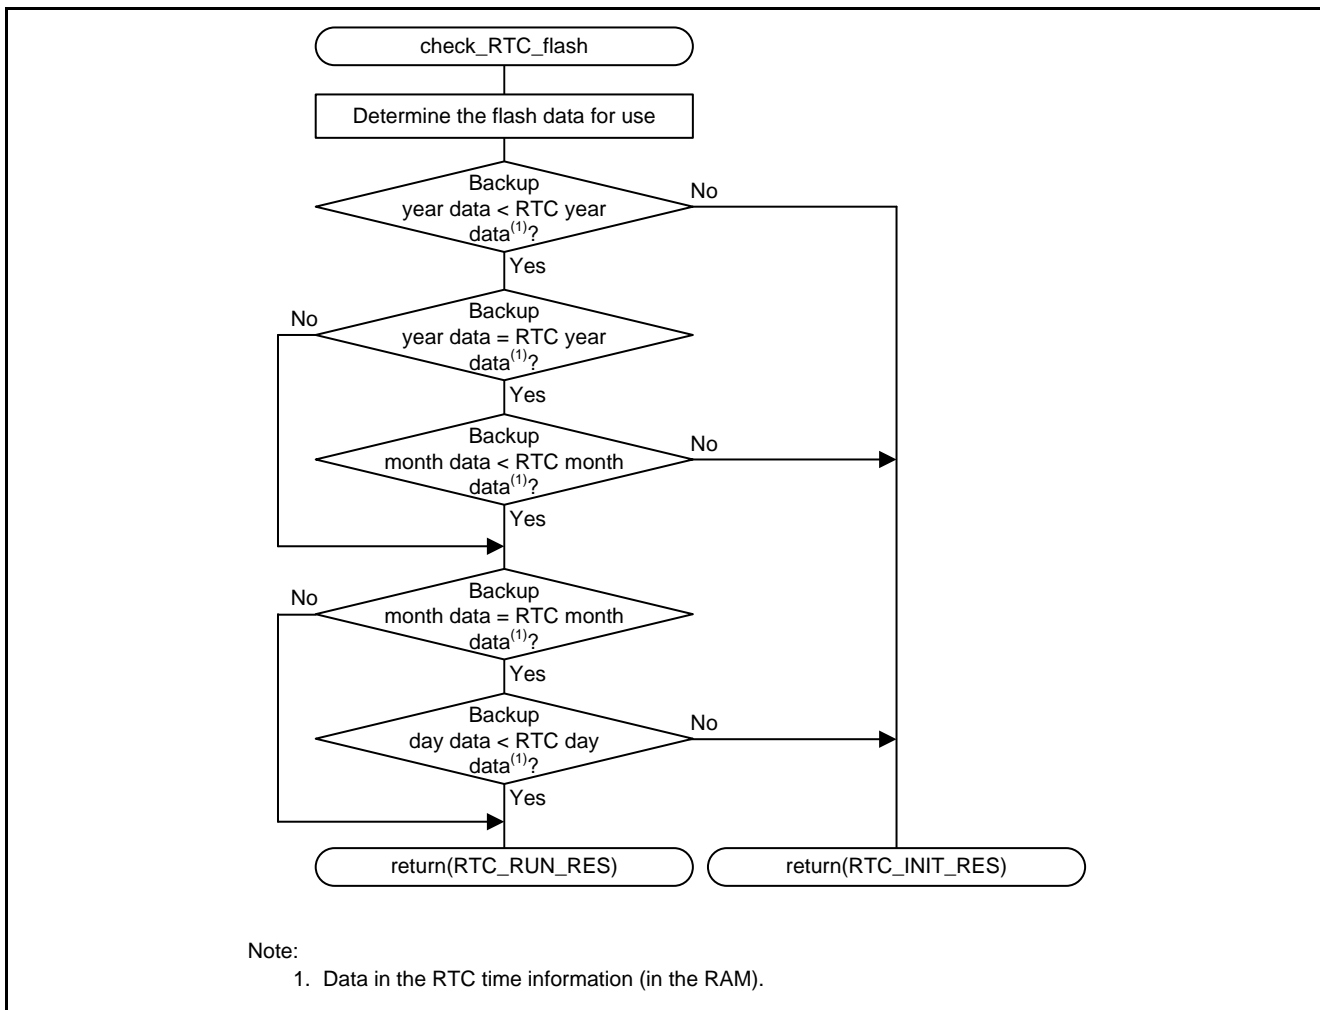 check_RTC_flash
Determine the flash data for use
Backup
year data < RTC year
data(1)?
No
Yes
Backup
year data = RTC year
data(1)?
No
Yes
Backup
month data < RTC month
data(1)?
No
Yes
Backup
month data = RTC month
data(1)?
No
Yes
Backup
day data < RTC day
data(1)?
No
Yes
return(RTC_RUN_RES)
return(RTC_INIT_RES)
Note:
1. Data in the RTC time information (in the RAM).